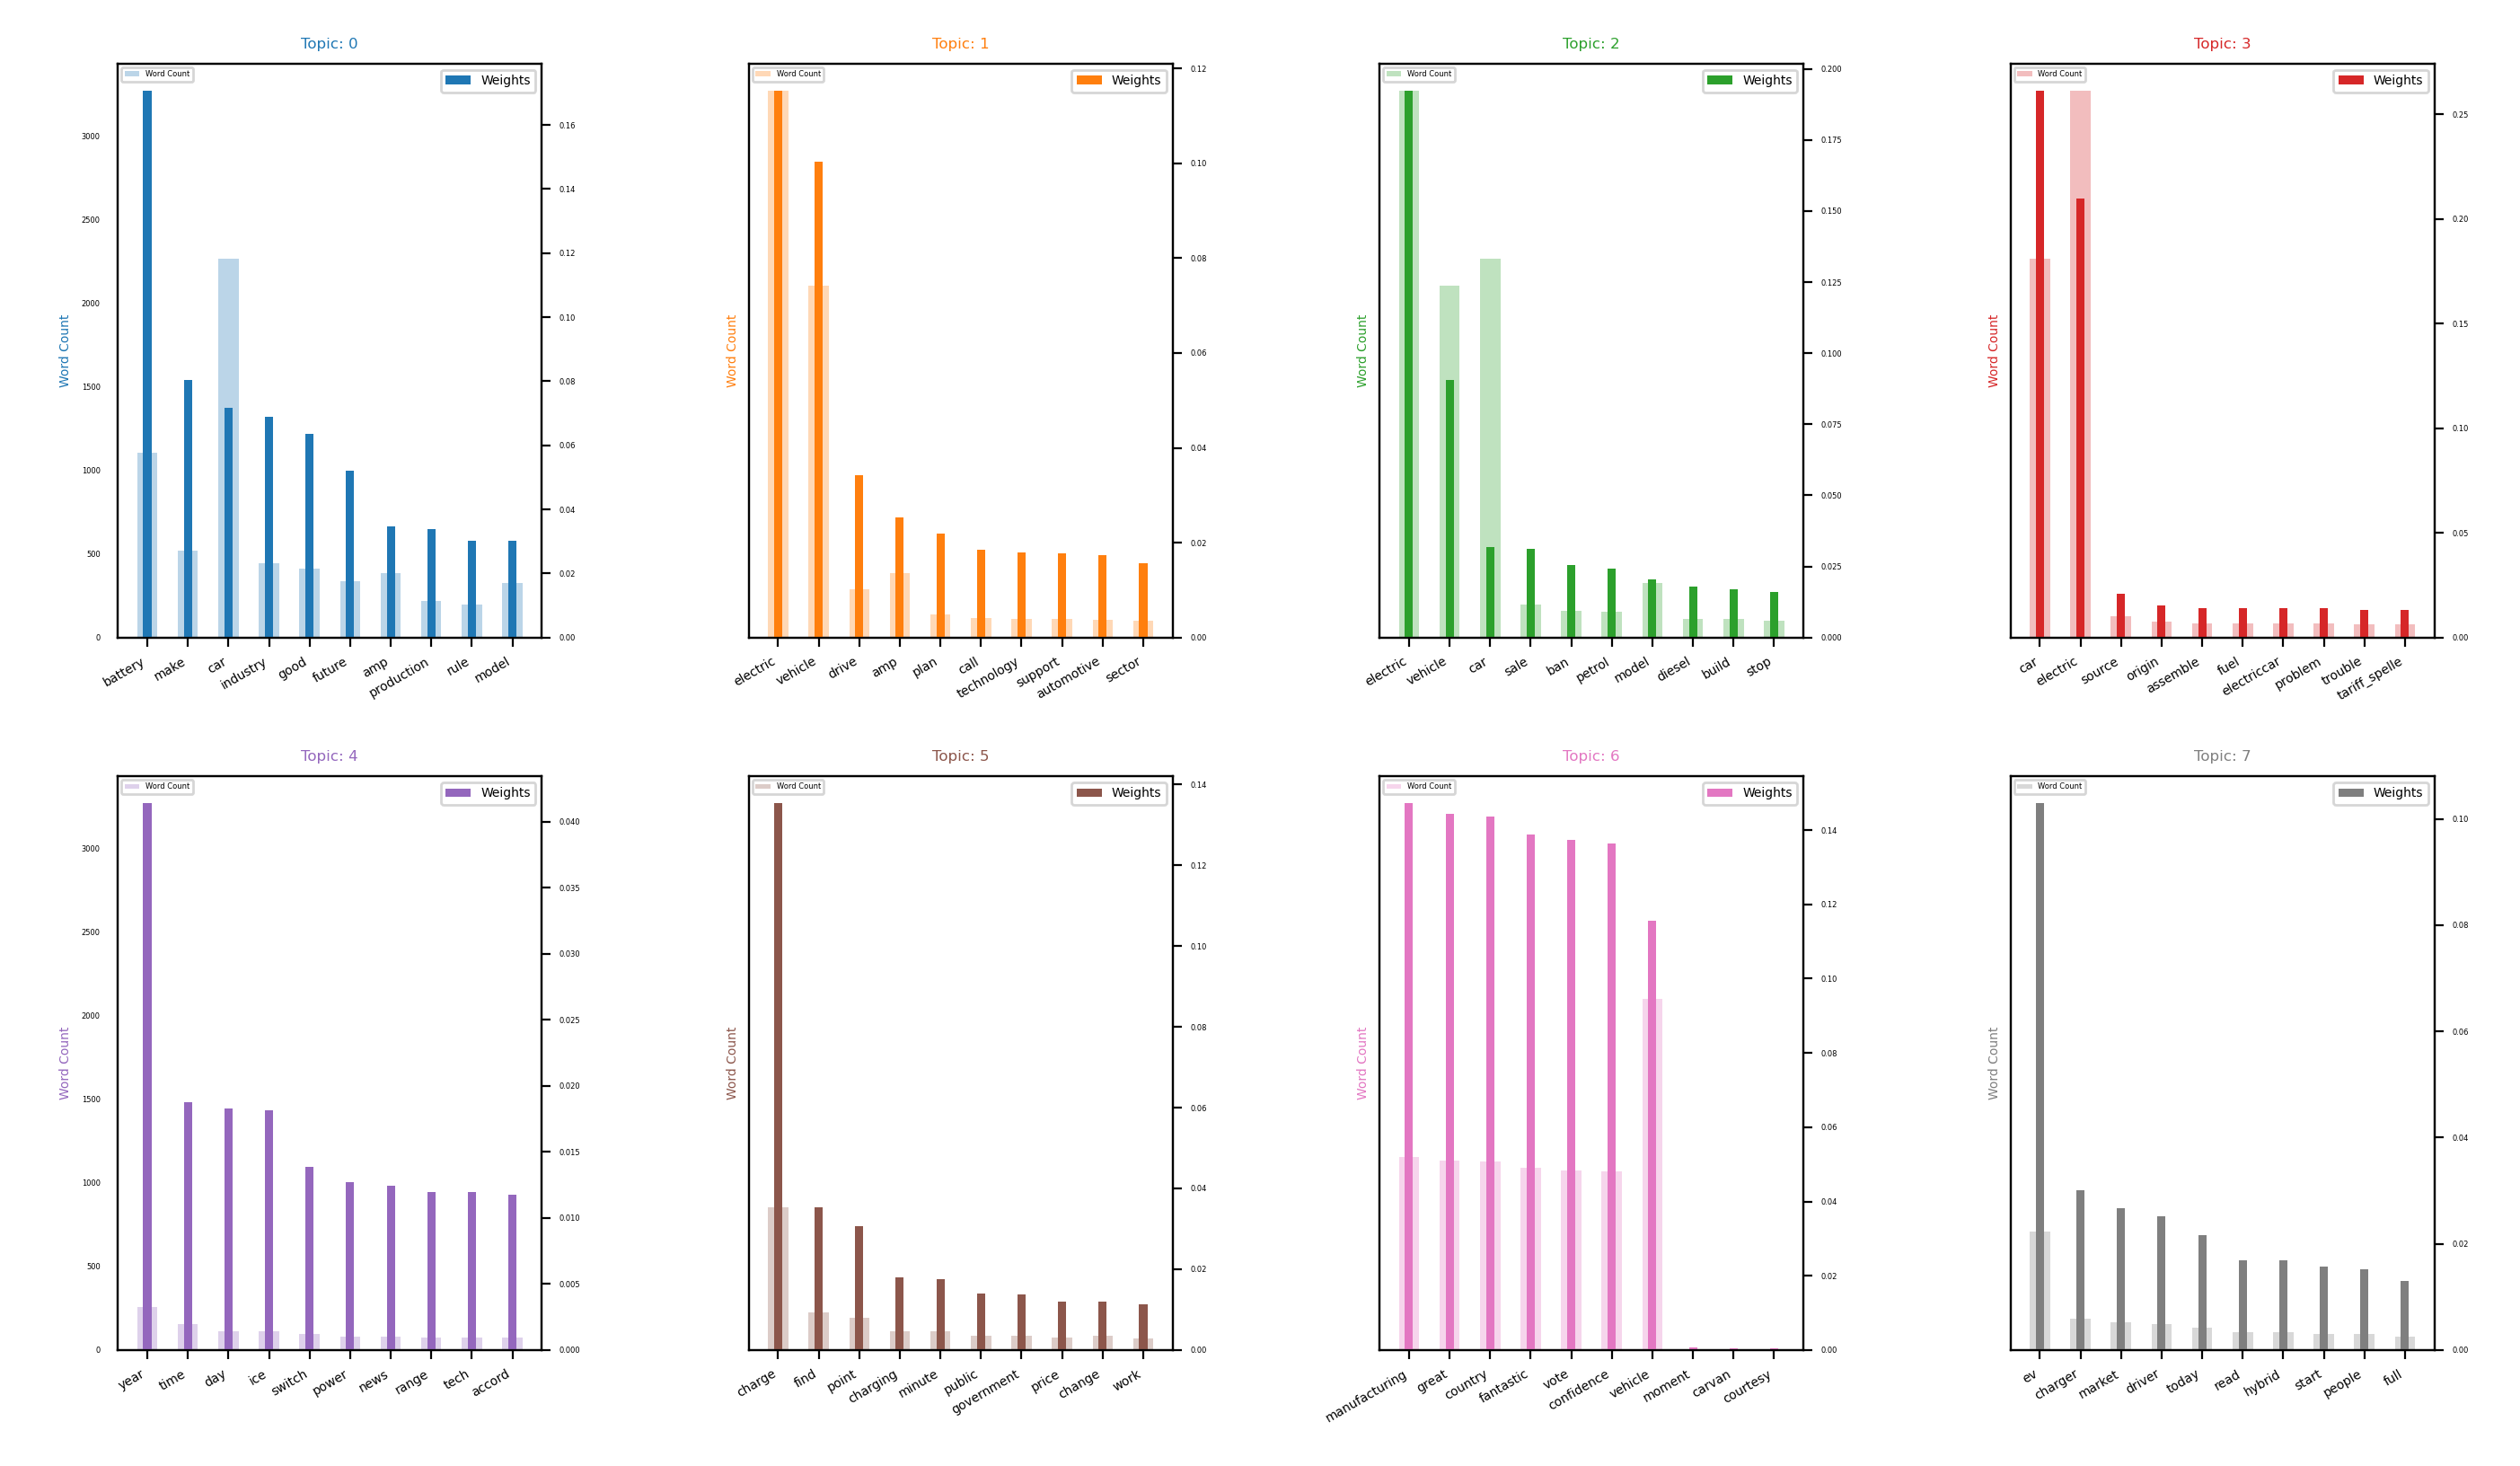 Topic: 0
Word Count
Weights
Word Count
3000
2500
2000
1500
1000
500
0
0.16
0.14
0.12
0.10
0.08
0.06
0.04
0.02
0.00
battery
make
car
industry
good
future
amp
production
rule
model
Topic: 1
Word Count
Weights
Word Count
0.12
0.10
0.08
0.06
0.04
0.02
0.00
electric
vehicle
drive
amp
plan
call
technology
support
automotive
sector
Topic: 2
Word Count
Weights
Word Count
0.200
0.175
0.150
0.125
0.100
0.075
0.050
0.025
0.000
electric
vehicle
car
sale
ban
petrol
model
diesel
build
stop
Topic: 3
Word Count
Weights
Word Count
0.25
0.20
0.15
0.10
0.05
0.00
car
electric
source
origin
assemble
fuel
electriccar
problem
trouble
tariff_spelle
Topic: 4
Word Count
Weights
Word Count
3000
2500
2000
1500
1000
500
0
0.040
0.035
0.030
0.025
0.020
0.015
0.010
0.005
0.000
year
time
day
ice
switch
power
news
range
tech
accord
Topic: 5
Word Count
Weights
Word Count
0.14
0.12
0.10
0.08
0.06
0.04
0.02
0.00
charge
find
point
charging
minute
public
government
price
change
work
Topic: 6
Word Count
Weights
Word Count
0.14
0.12
0.10
0.08
0.06
0.04
0.02
0.00
manufacturing
great
country
fantastic
vote
confidence
vehicle
moment
carvan
courtesy
Topic: 7
Word Count
Weights
Word Count
0.10
0.08
0.06
0.04
0.02
0.00
ev
charger
market
driver
today
read
hybrid
start
people
full